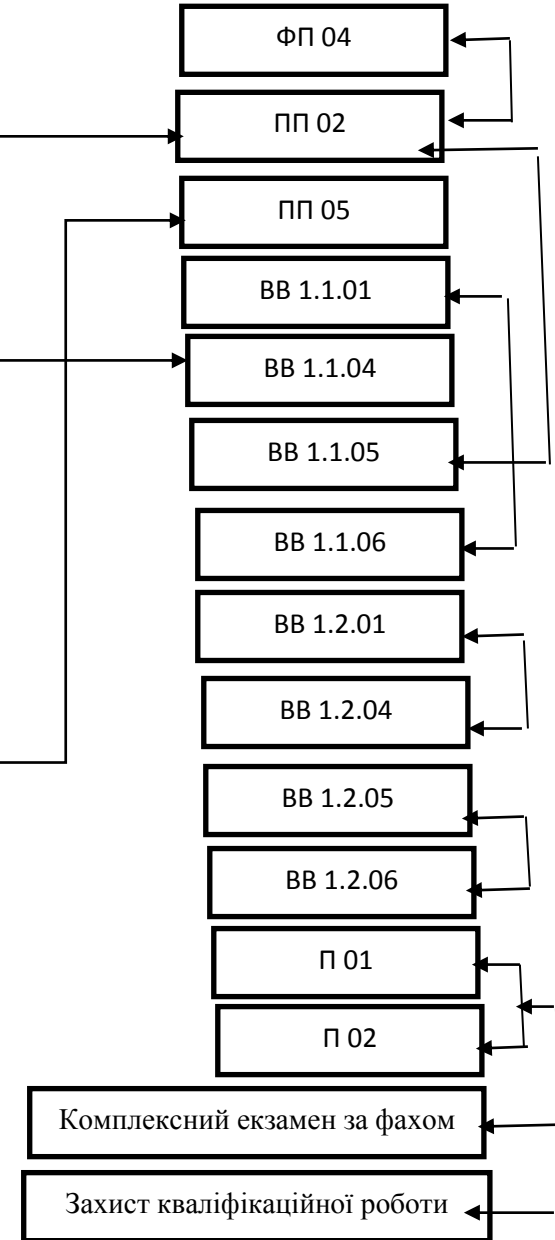 ФП 04
ПП 02
ПП 05
ВВ 1.1.01
ВВ 1.1.04
ВВ 1.1.05
ВВ 1.1.06
ВВ 1.2.01
ВВ 1.2.04
ВВ 1.2.05
ВВ 1.2.06
П 01
П 02
Комплексний екзамен за фахом
Захист кваліфікаційної роботи